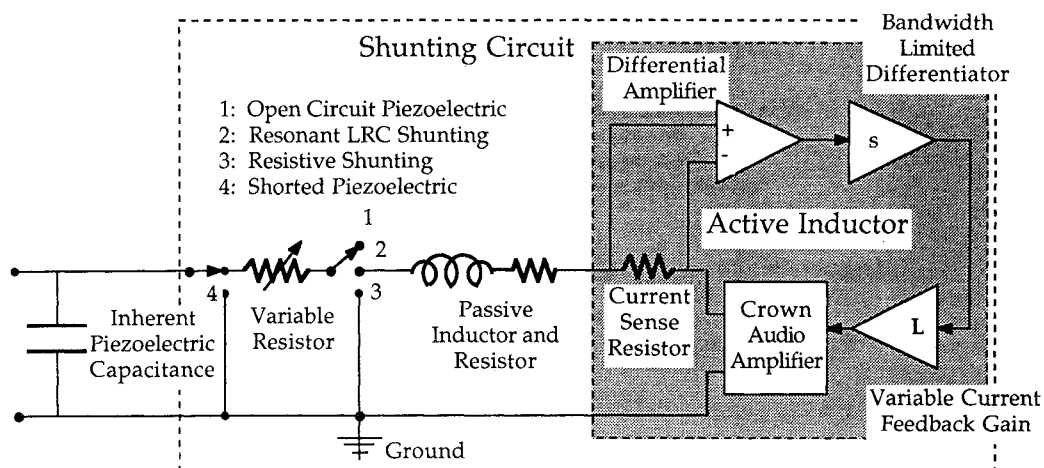 Shunting Circuit
Bandwidth
Limited
Differentiator
Differential
Amplifier
1: Open Circuit Piezoelectric
2: Resonant LRC Shunting
3: Resistive Shunting
4: Shorted Piezoelectric
+
-
s
Active Inductor
1
2
3
4
Inherent
Piezoelectric
Capacitance
Variable
Resistor
Passive
Inductor and
Resistor
Current
Sense
Resistor
Crown
Audio
Amplifier
L
Variable Current
Feedback Gain
Ground